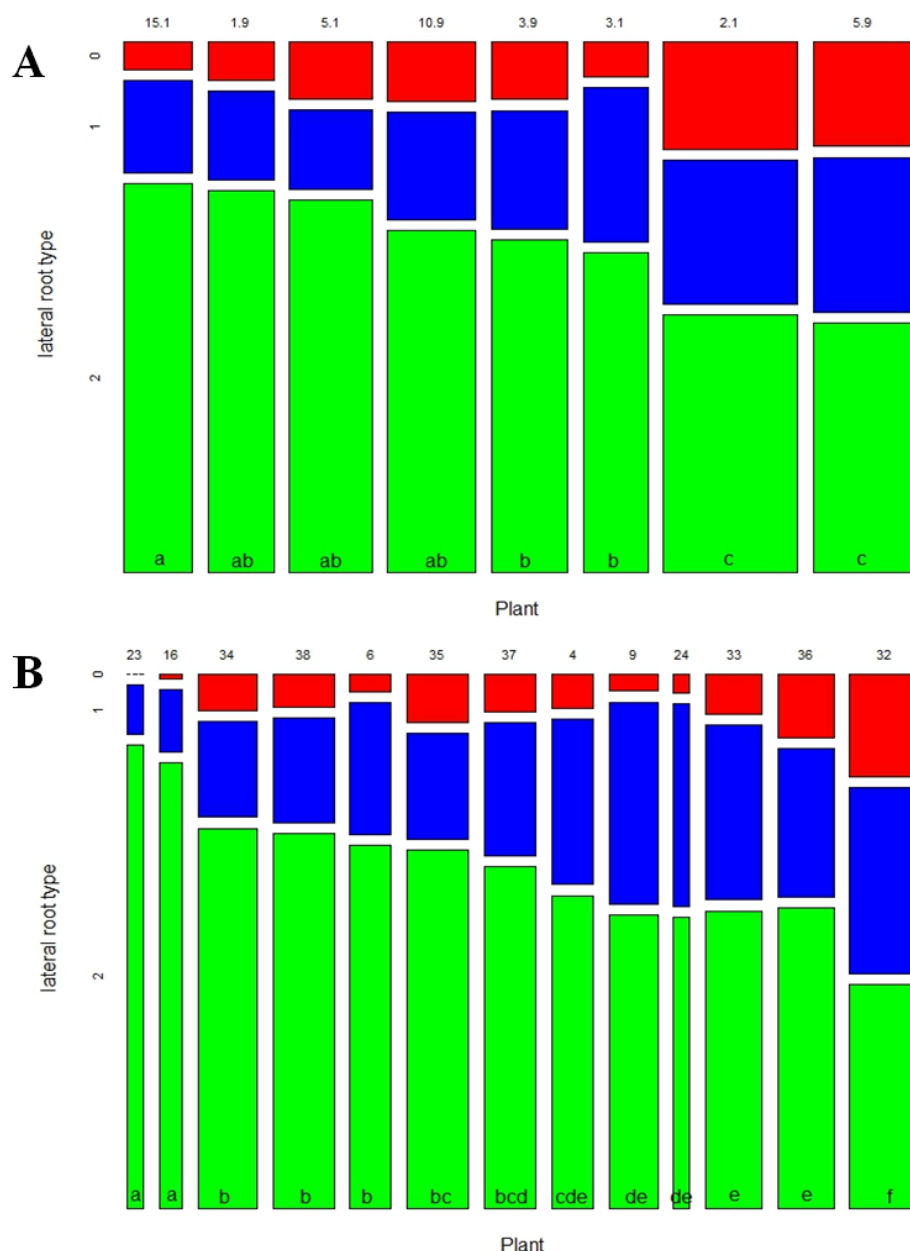 A
15.1 1.9 5.1 10.9 3.9 3.1 2.1 5.9
0
1
2
lateral root type
a ab ab ab b b c c
Plant
B
23 16 34 38 6 35 37 4 9 24 33 36 32
0
1
2
lateral root type
a a b b b bc bcd cde de de e e f
Plant